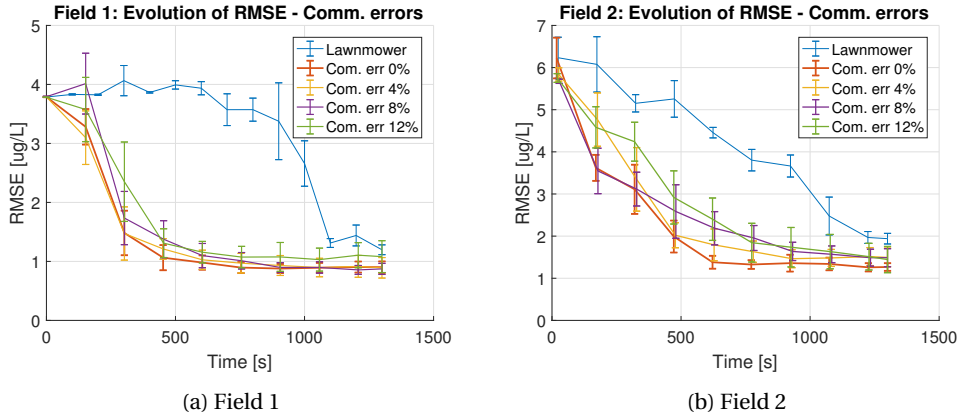 Field 1: Evolution of RMSE - Comm. errors
5
4
3
2
1
0
RMSE [ug/L]
0
500
1000
1500
Time [s]
Lawnmower
Com. err 0%
Com. err 4%
Com. err 8%
Com. err 12%
(a) Field 1
Field 2: Evolution of RMSE - Comm. errors
7
6
5
4
3
2
1
0
RMSE [ug/L]
0
500
1000
1500
Time [s]
Lawnmower
Com. err 0%
Com. err 4%
Com. err 8%
Com. err 12%
(b) Field 2